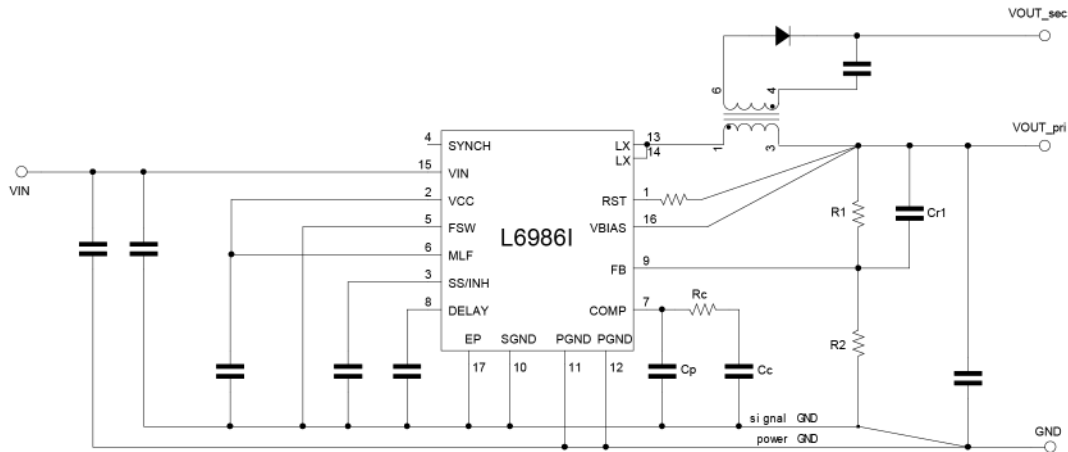 VOUT_sec
6
4
VOUT_pri
1
3
4
SYNCH
LX
13
LX
14
15
VIN
VIN
2
VCC
RST
1
5
FSW
VBIAS
16
R1
Cr1
L6986I
6
MLF
FB
9
3
SS/INH
8
DELAY
COMP
7
Rc
R2
EP
SGND
PGND
PGND
17
10
11
12
Cp
Cc
signal GND
power GND
GND